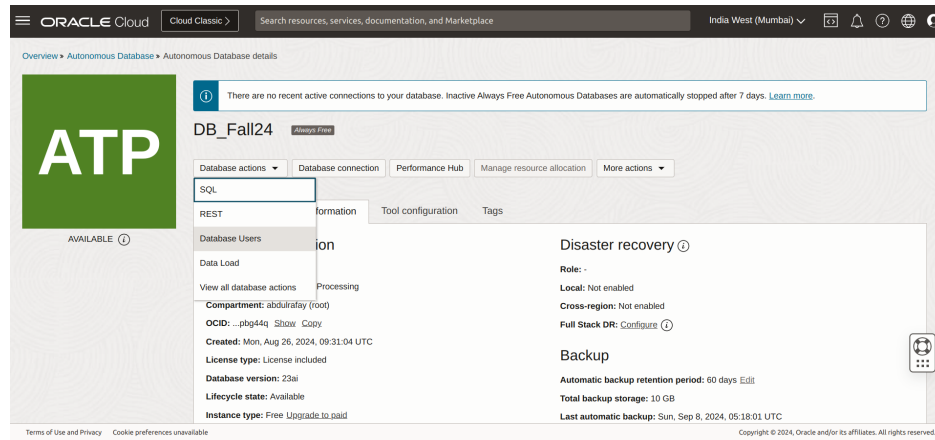 ORACLE Cloud
Cloud Classic >
Search resources, services, documentation, and Marketplace
India West (Mumbai)
Overview » Autonomous Database » Autonomous Database details
ATP
AVAILABLE
There are no recent active connections to your database. Inactive Always Free Autonomous Databases are automatically stopped after 7 days. Learn more.
DB_Fall24
Always Free
Database actions
Database connection
Performance Hub
Manage resource allocation
More actions
SQL
REST
Database Users
Data Load
View all database actions
formation
Tool configuration
Tags
ion
Processing
Compartment: abdulrafay (root)
OCID: ...pbg44q Show Copy
Created: Mon, Aug 26, 2024, 09:31:04 UTC
License type: License included
Database version: 23ai
Lifecycle state: Available
Instance type: Free Upgrade to paid
Disaster recovery
Role: -
Local: Not enabled
Cross-region: Not enabled
Full Stack DR: Configure
Backup
Automatic backup retention period: 60 days Edit
Total backup storage: 10 GB
Last automatic backup: Sun, Sep 8, 2024, 05:18:01 UTC
Terms of Use and Privacy
Cookie preferences unavailable
Copyright © 2024, Oracle and/or its affiliates. All rights reserved.